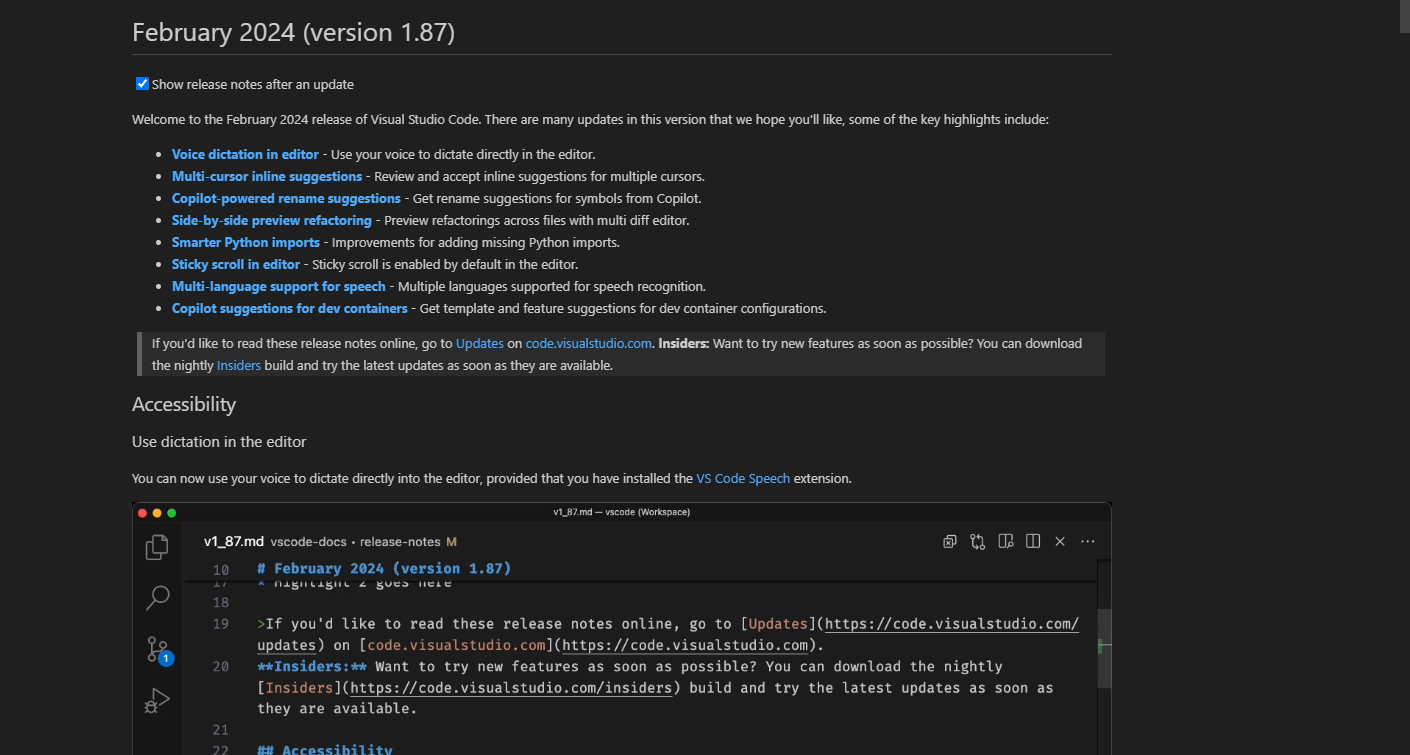 February 2024 (version 1.87)
Show release notes after an update
Welcome to the February 2024 release of Visual Studio Code. There are many updates in this version that we hope you'll like, some of the key highlights include:
• Voice dictation in editor - Use your voice to dictate directly in the editor.
• Multi-cursor inline suggestions - Review and accept inline suggestions for multiple cursors.
• Copilot-powered rename suggestions - Get rename suggestions for symbols from Copilot.
• Side-by-side preview refactoring - Preview refactorings across files with multi diff editor.
• Smarter Python imports - Improvements for adding missing Python imports.
• Sticky scroll in editor - Sticky scroll is enabled by default in the editor.
• Multi-language support for speech - Multiple languages supported for speech recognition.
• Copilot suggestions for dev containers - Get template and feature suggestions for dev container configurations.
If you'd like to read these release notes online, go to Updates on code.visualstudio.com. Insiders: Want to try new features as soon as possible? You can download
the nightly Insiders build and try the latest updates as soon as they are available.
Accessibility
Use dictation in the editor
You can now use your voice to dictate directly into the editor, provided that you have installed the VS Code Speech extension.
v1_87.md — vscode (Workspace)
v1_87.md vscode-docs • release-notes M
10 # February 2024 (version 1.87)
17 * Highlight 2 goes here
18
19 >If you'd like to read these release notes online, go to [Updates](https://code.visualstudio.com/
updates) on [code.visualstudio.com](https://code.visualstudio.com).
1
20 **Insiders:** Want to try new features as soon as possible? You can download the nightly
[Insiders](https://code.visualstudio.com/insiders) build and try the latest updates as soon as
they are available.
21
22 ## Accessibility